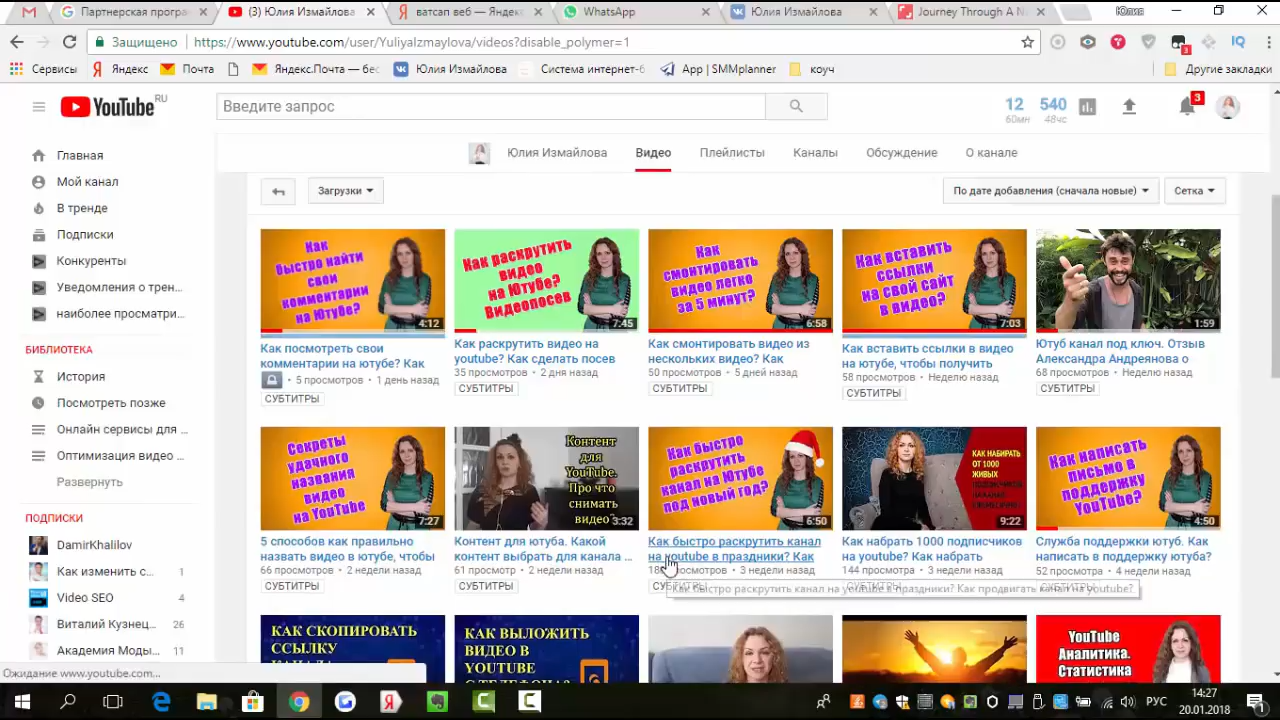 Партнерская програм
(3) Юлия Измайлова
ватсап веб — Яндекс
WhatsApp
Юлия Измайлова
Journey Through A Na
Юлия
Защищено
https://www.youtube.com/user/YuliyaIzmaylova/videos?disable_polymer=1
Сервисы
Яндекс
Почта
Яндекс.Почта — бес
Юлия Измайлова
Система интернет-б
App | SMMplanner
коуч
Другие закладки
YouTube RU
Введите запрос
12 60мн
540 48чс
3
Юлия Измайлова
Видео
Плейлисты
Каналы
Обсуждение
О канале
Загрузки
По дате добавления (сначала новые)
Сетка
Главная
Мой канал
В тренде
Подписки
Конкуренты
Уведомления о трен...
наиболее просматри...
БИБЛИОТЕКА
История
Посмотреть позже
Онлайн сервисы для ...
Оптимизация видео ...
Развернуть
ПОДПИСКИ
DamirKhalilov
Как изменить с... 1
Video SEO 4
Виталий Кузнец... 26
Академия Моды... 11
Как
быстро найти
свои
комментарии
на Ютубе?
4:12
Как посмотреть свои
комментарии на ютубе? Как
• 5 просмотров • 1 день назад
СУБТИТРЫ
Как раскрутить
видео
на Ютубе?
Видеопосев
7:45
Как раскрутить видео на
youtube? Как сделать посев
35 просмотров • 2 дня назад
СУБТИТРЫ
Как
смонтировать
видео легко
за 5 минут?
6:58
Как смонтировать видео из
нескольких видео? Как
50 просмотров • 5 дней назад
СУБТИТРЫ
Как вставить
ссылки
на свой сайт
в видео?
7:03
Как вставить ссылки в видео
на ютубе, чтобы получить
58 просмотров • Неделю назад
СУБТИТРЫ
1:59
Ютуб канал под ключ. Отзыв
Александра Андреянова о
68 просмотров • Неделю назад
СУБТИТРЫ
Секреты
удачного
названия
видео
на YouTube
7:27
5 способов как правильно
назвать видео в ютубе, чтобы
66 просмотров • 2 недели назад
СУБТИТРЫ
Контент
для
YouTube.
Про что
снимать
видео?
3:32
Контент для ютуба. Какой
контент выбрать для канала ...
61 просмотр • 2 недели назад
СУБТИТРЫ
Как быстро
раскрутить
канал на Ютубе
под новый год?
6:50
Как быстро раскрутить канал
на youtube в праздники? Как
просмотров • 3 недели назад
СУБТИТРЫ
Как быстро раскрутить канал на youtube в праздники? Как продвигать канал на youtube?
КАК НАБИРАТЬ
ОТ 1000
ЖИВЫХ
ПОДПИСЧИКОВ
9:22
Как набрать 1000 подписчиков
на youtube? Как набрать
144 просмотра • 3 недели назад
Как написать
письмо в
поддержку
YouTube?
4:50
Служба поддержки ютуб. Как
написать в поддержку ютуба?
52 просмотра • 4 недели назад
КАК СКОПИРОВАТЬ
ССЫЛКУ
КАНАЛА
КАК ВЫЛОЖИТЬ
ВИДЕО В
YOUTUBE
С ТЕЛЕФОНА?
YouTube
Аналитика.
Статистика
Ожидание www.youtube.com...
РУС
14:27
20.01.2018
1